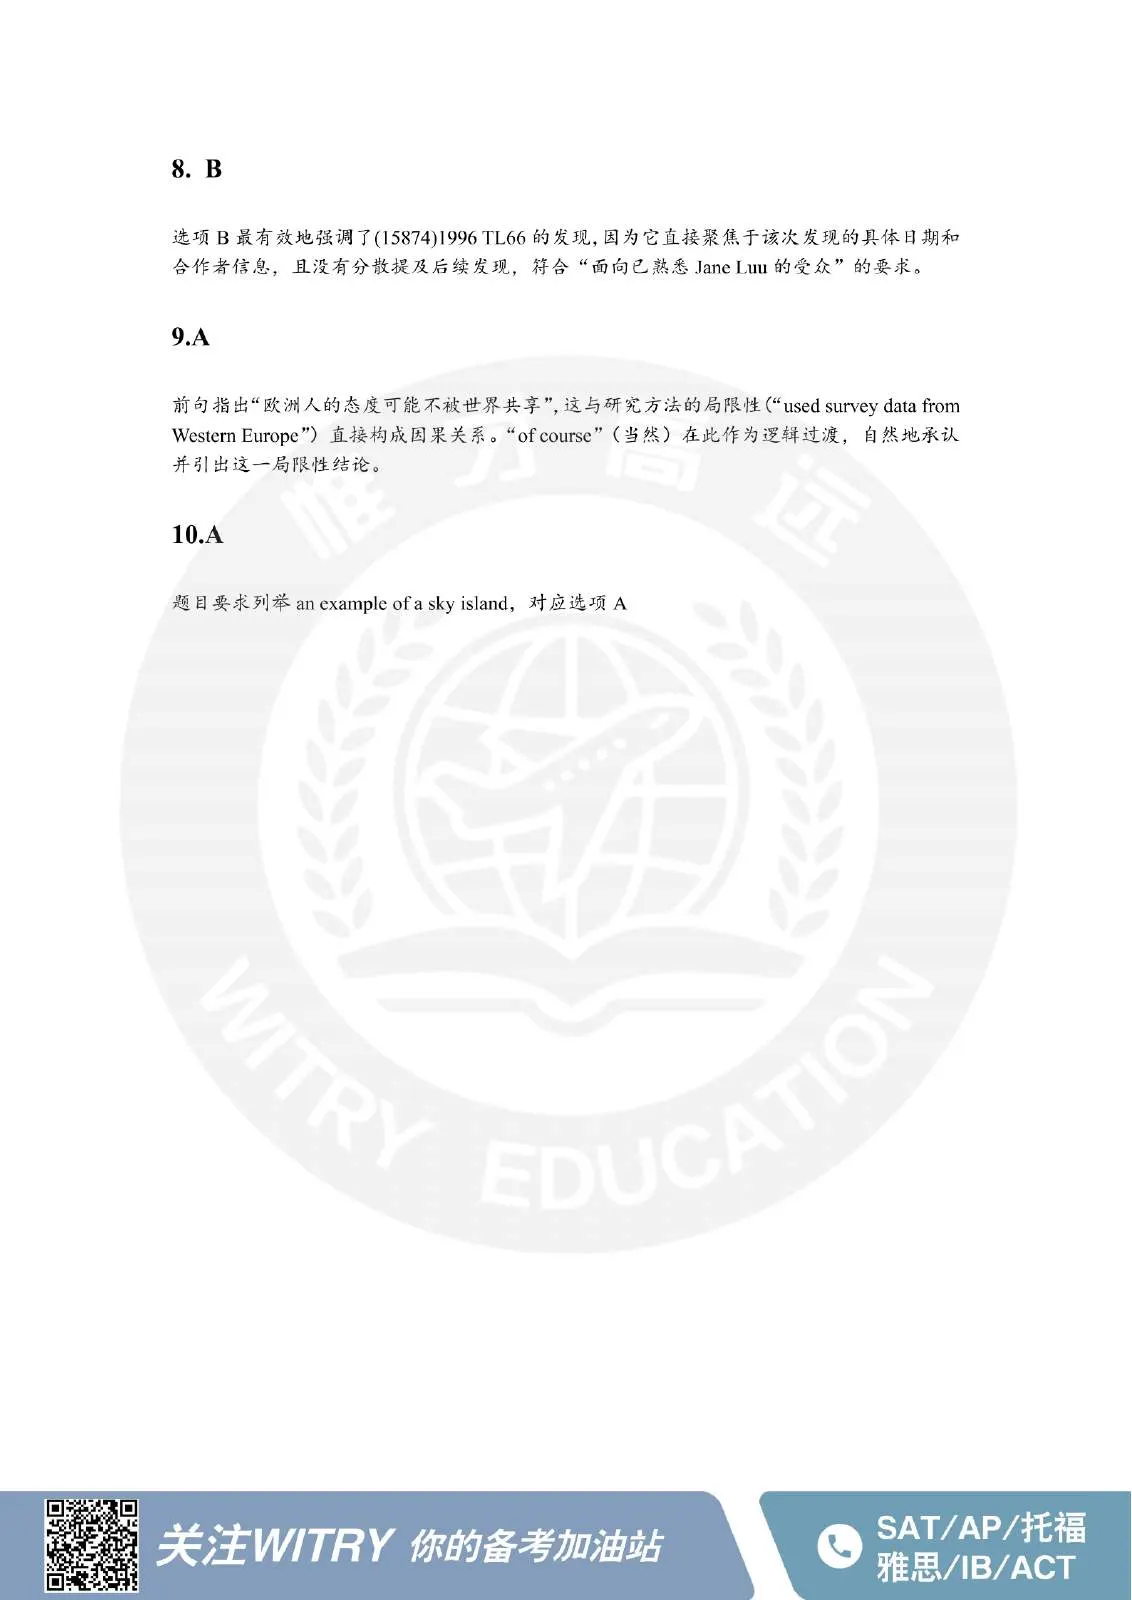 8. B
选项 B 最有效地强调了(15874)1996 TL66 的发现，因为它直接聚焦于该次发现的具体日期和
合作者信息，且没有分散提及后续发现，符合“面向已熟悉 Jane Luu 的受众”的要求。
9.A
前句指出“欧洲人的态度可能不被世界共享”，这与研究方法的局限性（“used survey data from
Western Europe”）直接构成因果关系。“of course”（当然）在此作为逻辑过渡，自然地承认
并引出这一局限性结论。
10.A
题目要求列举 an example of a sky island，对应选项 A
惟力高远
WITRY EDUCATION
关注WITRY 你的备考加油站
SAT/AP/托福
雅思/IB/ACT